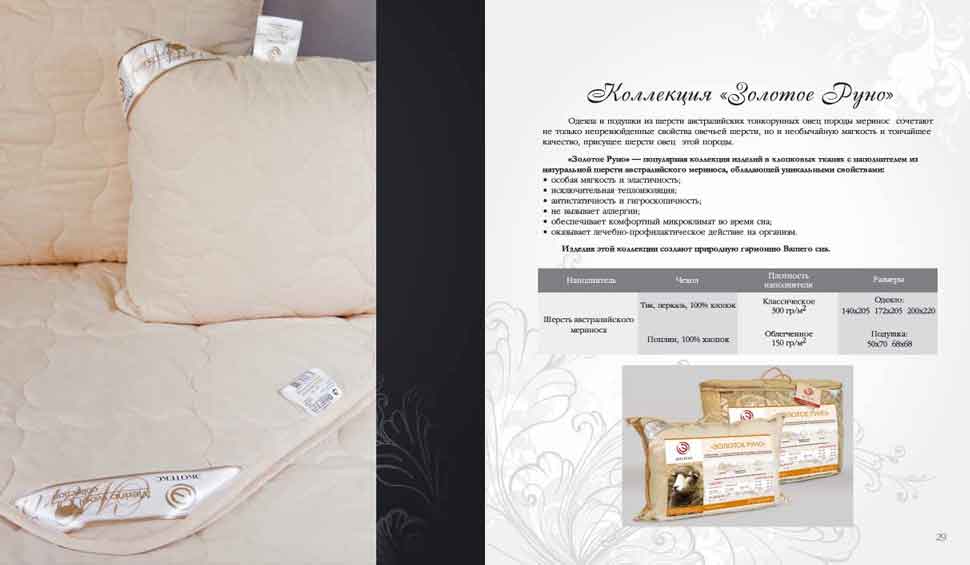 Коллекция «Золотое Руно»
Одеяла и подушки из шерсти австралийских тонкорунных овец породы меринос сочетают
не только непревзойденные свойства овечьей шерсти, но и необычайную мягкость и тончайшее
качество, присущее шерсти овец этой породы.
«Золотое Руно» — популярная коллекция изделий в хлопковых тканях с наполнителем из
натуральной шерсти австралийского мериноса, обладающей уникальными свойствами:
• особая мягкость и эластичность;
• исключительная теплоизоляция;
• антистатичность и гигроскопичность;
• не вызывает аллергии;
• обеспечивает комфортный микроклимат во время сна;
• оказывает лечебно-профилактическое действие на организм.
Изделия этой коллекции создают природную гармонию Вашего сна.
Наполнитель Чехол Плотность наполнителя Размеры
Шерсть австралийского
мериноса
Тик, перкаль, 100% хлопок
Классическое
300 гр/м²
Одеяло:
140х205 172х205 200х220
Поплин, 100% хлопок
Облегченное
150 гр/м²
Подушка:
50х70 68х68
«ЗОЛОТОЕ РУНО»
«ЗОЛОТОЕ РУНО»
ЭКОТЕКС
29